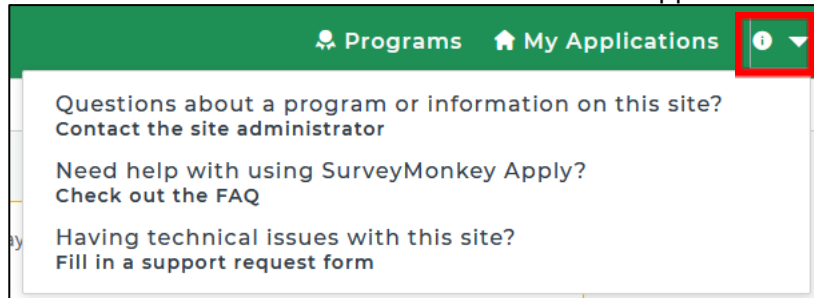 Programs My Applications
Questions about a program or information on this site?
Contact the site administrator
Need help with using SurveyMonkey Apply?
Check out the FAQ
ay
Having technical issues with this site?
Fill in a support request form